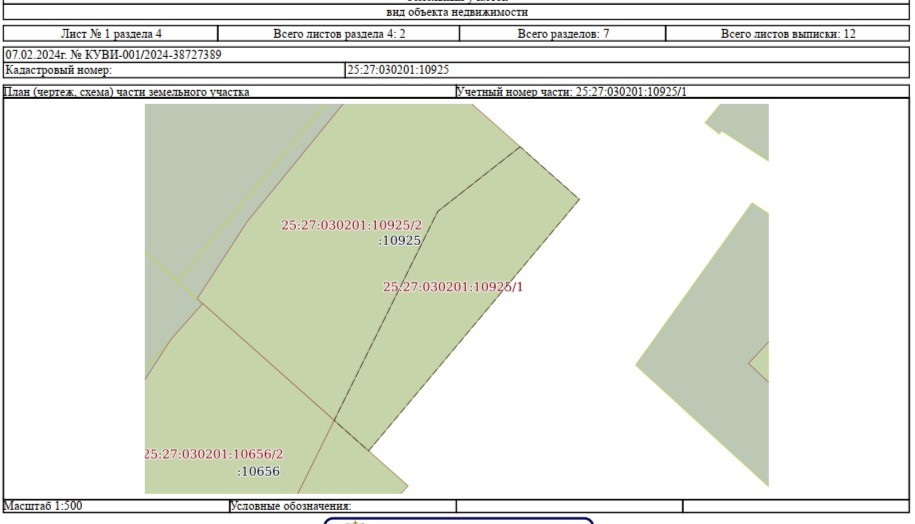 вид объекта недвижимости
Лист № 1 раздела 4 Всего листов раздела 4: 2 Всего разделов: 7 Всего листов выписки: 12
07.02.2024г. № КУВИ-001/2024-38727389
Кадастровый номер: 25:27:030201:10925
План (чертеж, схема) части земельного участка Учетный номер части: 25:27:030201:10925/1
25:27:030201:10925/2
:10925
25:27:030201:10925/1
25:27:030201:10656/2
:10656
Масштаб 1:500 Условные обозначения: